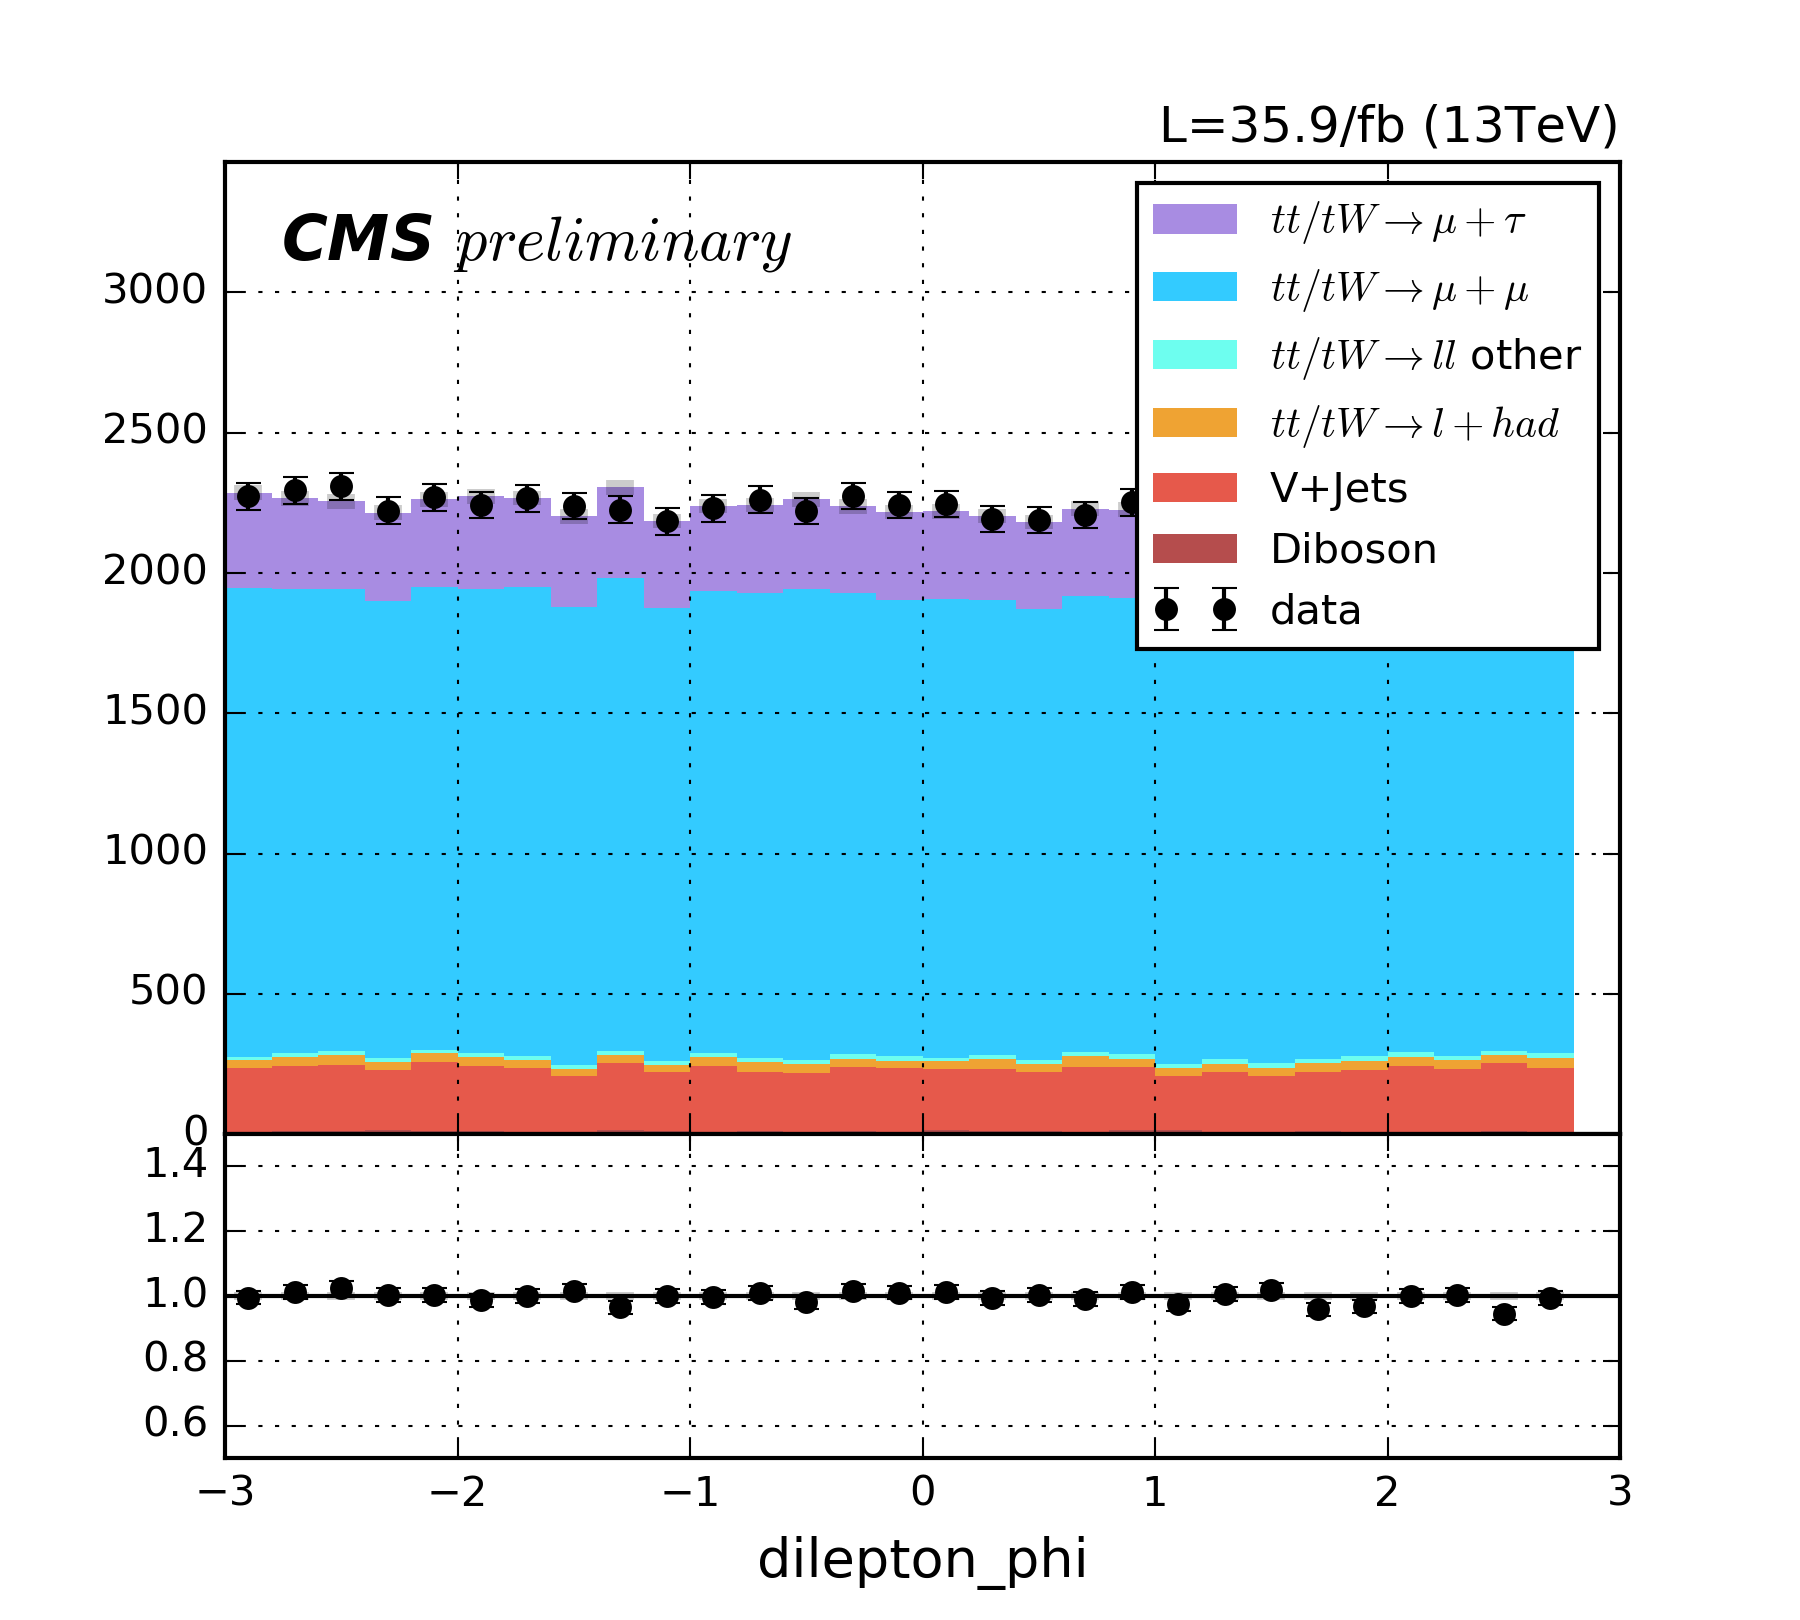 L=35.9/fb (13TeV)
CMS preliminary
tt/tW→μ+τ
tt/tW→μ+μ
tt/tW→ll other
tt/tW→l+had
V+Jets
Diboson
data
3000
2500
2000
1500
1000
500
0
1.4
1.2
1.0
0.8
0.6
−3 −2 −1 0 1 2 3
dilepton_phi